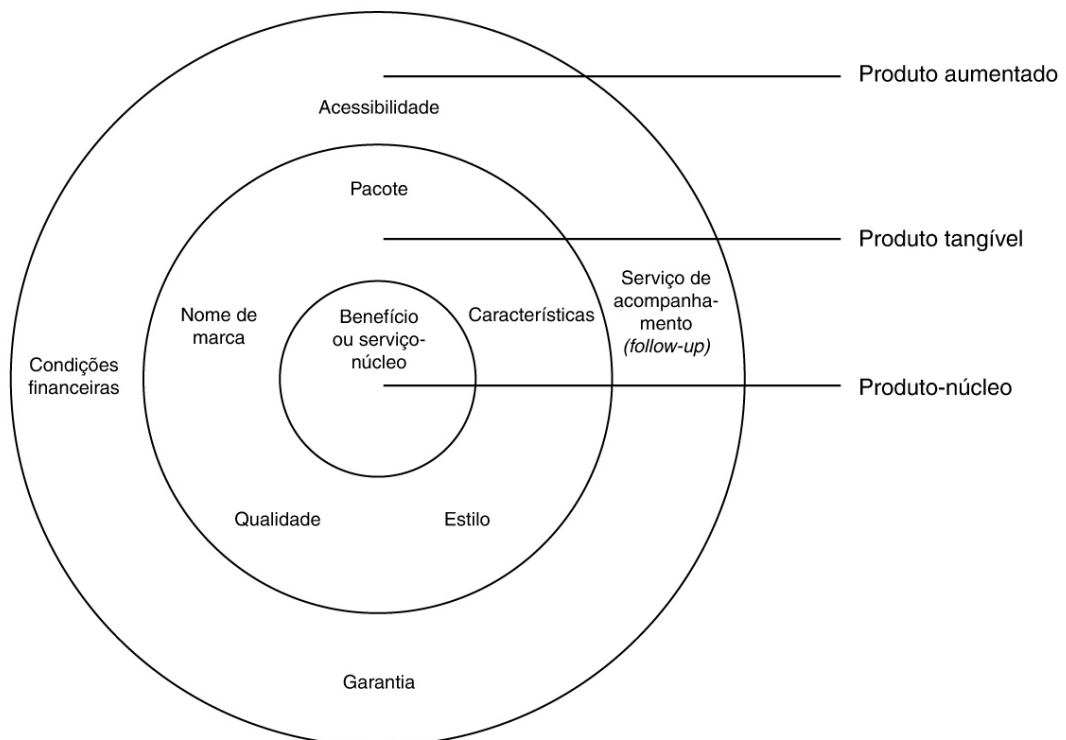 Produto aumentado
Acessibilidade
Pacote
Produto tangível
Nome de
marca
Benefício
ou serviço-
núcleo
Características
Serviço de
acompanha-
mento
(follow-up)
Condições
financeiras
Produto-núcleo
Qualidade
Estilo
Garantia